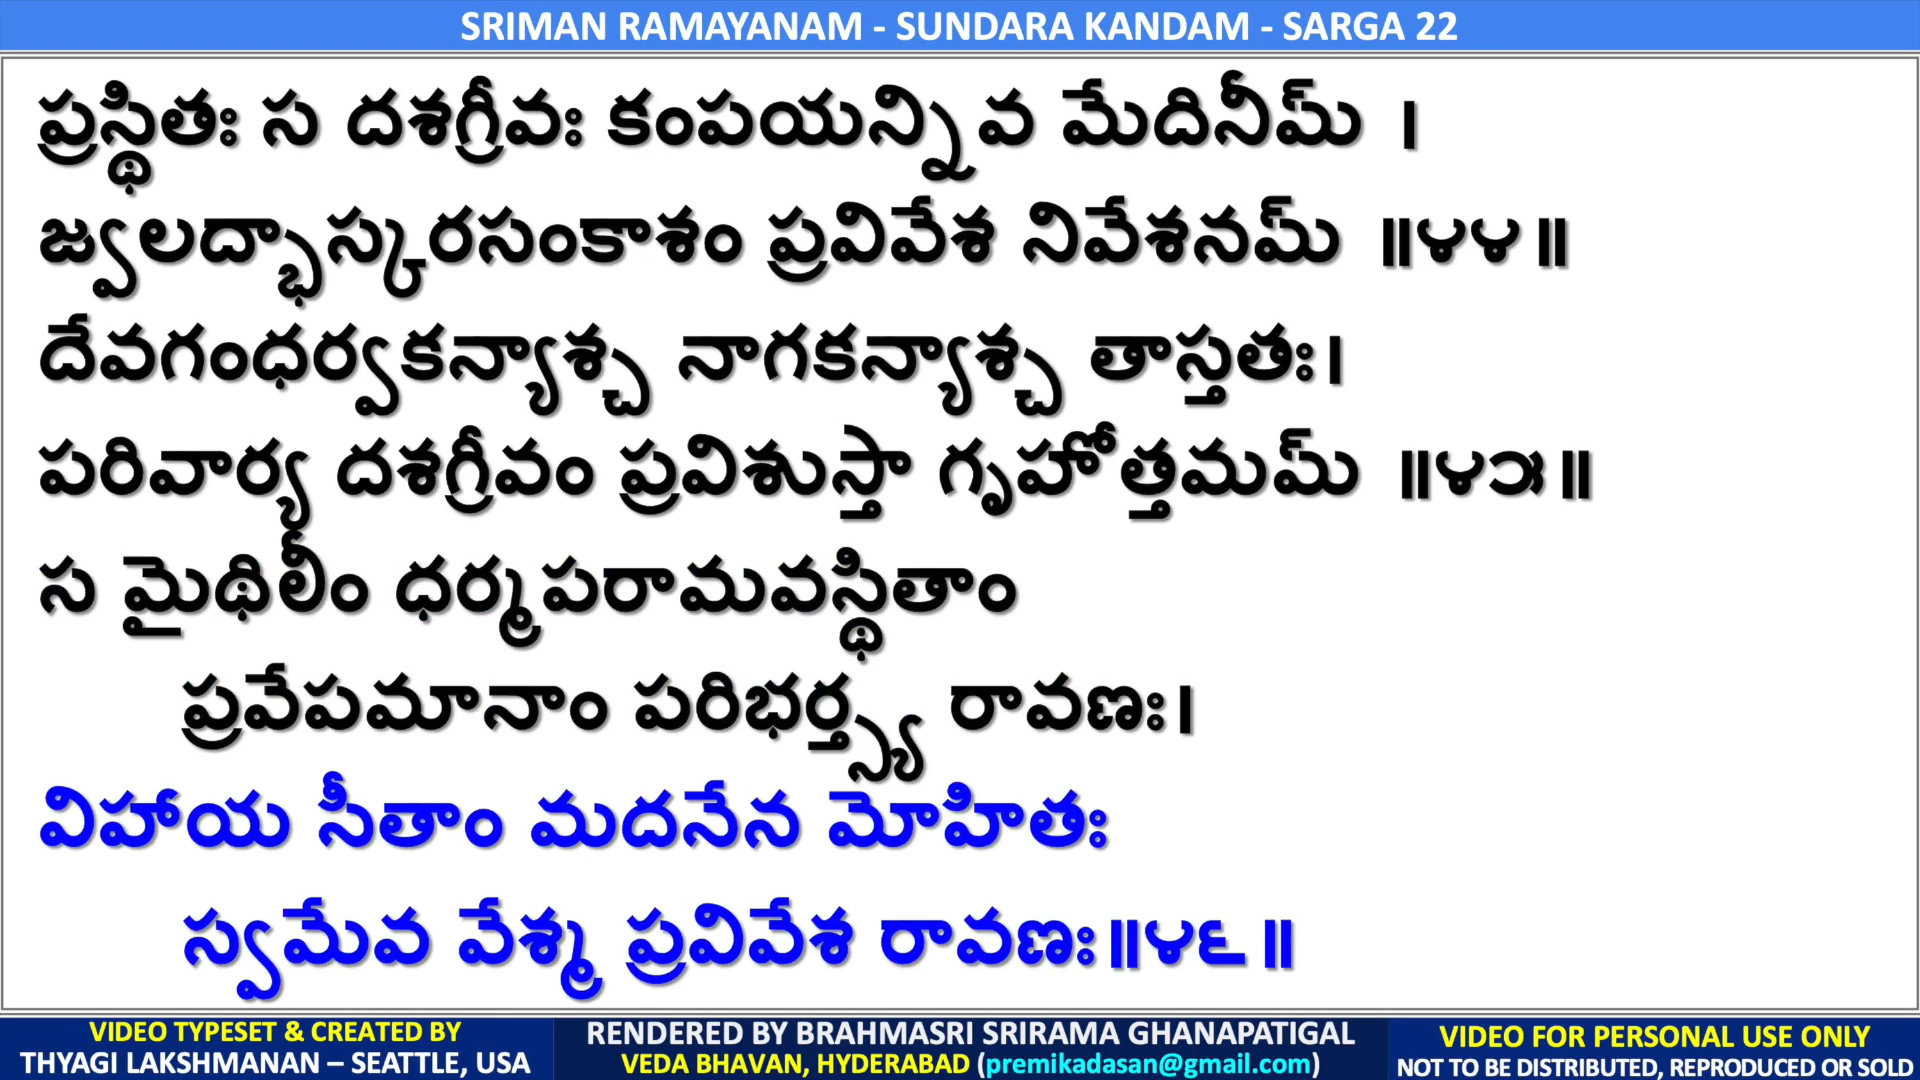 SRIMAN RAMAYANAM - SUNDARA KANDAM - SARGA 22
ప్రస్థితః స దశగ్రీవః కంపయన్నివ మేదినీమ్ ।
జ్వలద్భాస్కరసంకాశం ప్రవివేశ నివేశనమ్ ॥౪౪॥
దేవగంధర్వకన్యాశ్చ నాగకన్యాశ్చ తాస్తతః।
పరివార్య దశగ్రీవం ప్రవిశుస్తా గృహోత్తమమ్ ॥౪౫॥
స మైథిలీం ధర్మపరామవస్థితాం
ప్రవేపమానాం పరిభర్త్స్య రావణః।
విహాయ సీతాం మదనేన మోహితః
స్వమేవ వేశ్మ ప్రవివేశ రావణః॥౪౬॥
VIDEO TYPESET & CREATED BY
THYAGI LAKSHMANAN – SEATTLE, USA
RENDERED BY BRAHMASRI SRIRAMA GHANAPATIGAL
VEDA BHAVAN, HYDERABAD (premikadasan@gmail.com)
VIDEO FOR PERSONAL USE ONLY
NOT TO BE DISTRIBUTED, REPRODUCED OR SOLD